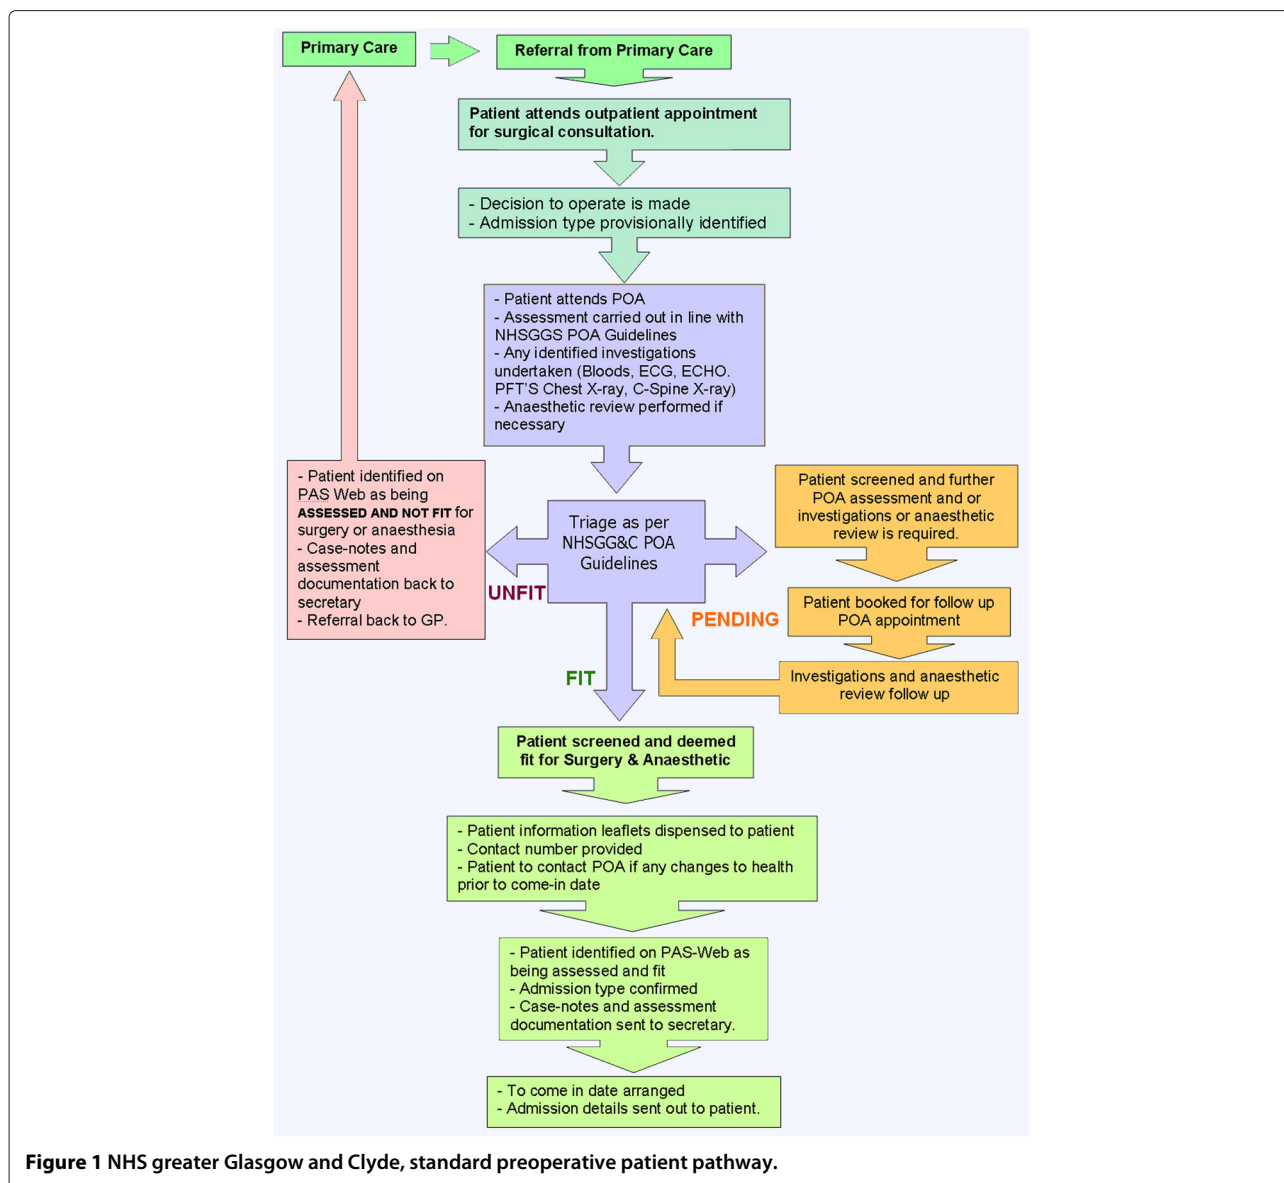 Primary Care
Referral from Primary Care
Patient attends outpatient appointment
for surgical consultation.
- Decision to operate is made
- Admission type provisionally identified
- Patient attends POA
- Assessment carried out in line with
NHSGGS POA Guidelines
- Any identified investigations
undertaken (Bloods, ECG, ECHO.
PFT'S Chest X-ray, C-Spine X-ray)
- Anaesthetic review performed if
necessary
- Patient identified on
PAS Web as being
ASSESSED AND NOT FIT for
surgery or anaesthesia
- Case-notes and
assessment
documentation back to
secretary
- Referral back to GP.
Triage as per
NHSGG&C POA
Guidelines
UNFIT
PENDING
FIT
Patient screened and further
POA assessment and or
investigations or anaesthetic
review is required.
Patient booked for follow up
POA appointment
Investigations and anaesthetic
review follow up
Patient screened and deemed
fit for Surgery & Anaesthetic
- Patient information leaflets dispensed to patient
- Contact number provided
- Patient to contact POA if any changes to health
prior to come-in date
- Patient identified on PAS-Web as
being assessed and fit
- Admission type confirmed
- Case-notes and assessment
documentation sent to secretary.
- To come in date arranged
- Admission details sent out to patient.
Figure 1 NHS greater Glasgow and Clyde, standard preoperative patient pathway.